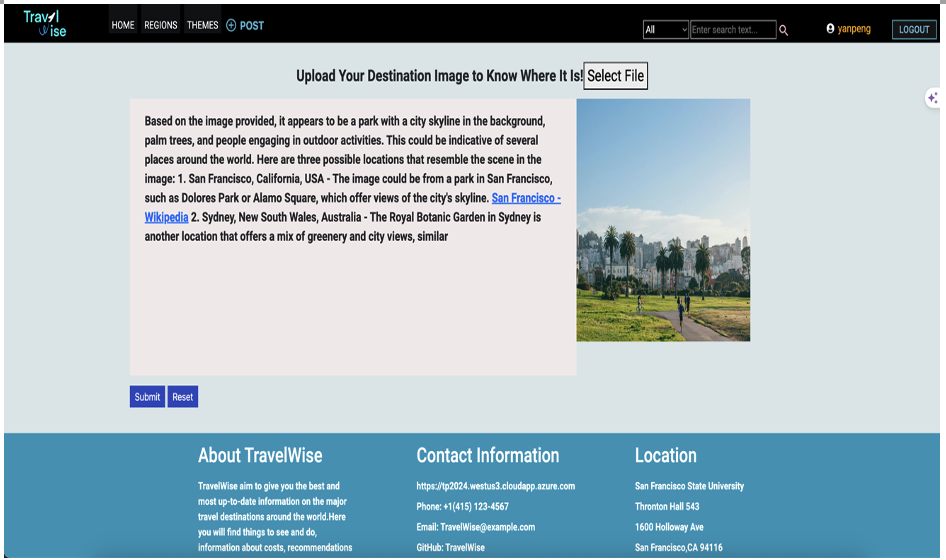 Travel
Wise
HOME REGIONS THEMES POST
All Enter search text... yanpeng LOGOUT
Upload Your Destination Image to Know Where It Is! Select File
Based on the image provided, it appears to be a park with a city skyline in the background,
palm trees, and people engaging in outdoor activities. This could be indicative of several
places around the world. Here are three possible locations that resemble the scene in the
image: 1. San Francisco, California, USA - The image could be from a park in San Francisco,
such as Dolores Park or Alamo Square, which offer views of the city's skyline. San Francisco -
Wikipedia 2. Sydney, New South Wales, Australia - The Royal Botanic Garden in Sydney is
another location that offers a mix of greenery and city views, similar
Submit Reset
About TravelWise
TravelWise aim to give you the best and
most up-to-date information on the major
travel destinations around the world.Here
you will find things to see and do,
information about costs, recommendations
Contact Information
https://tp2024.westus3.cloudapp.azure.com
Phone: +1(415) 123-4567
Email: TravelWise@example.com
GitHub: TravelWise
Location
San Francisco State University
Thronton Hall 543
1600 Holloway Ave
San Francisco,CA 94116